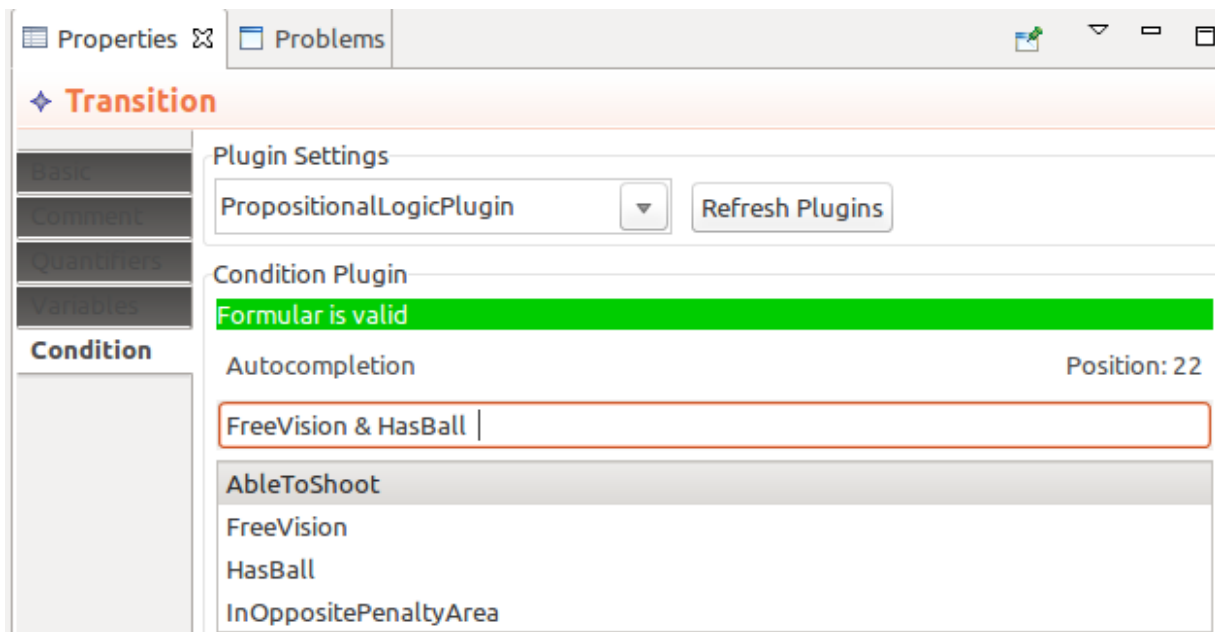 Properties Problems
Transition
Basic
Comment
Quantifiers
Variables
Condition
Plugin Settings
PropositionalLogicPlugin Refresh Plugins
Condition Plugin
Formular is valid
Autocompletion Position: 22
FreeVision & HasBall
AbleToShoot
FreeVision
HasBall
InOppositePenaltyArea